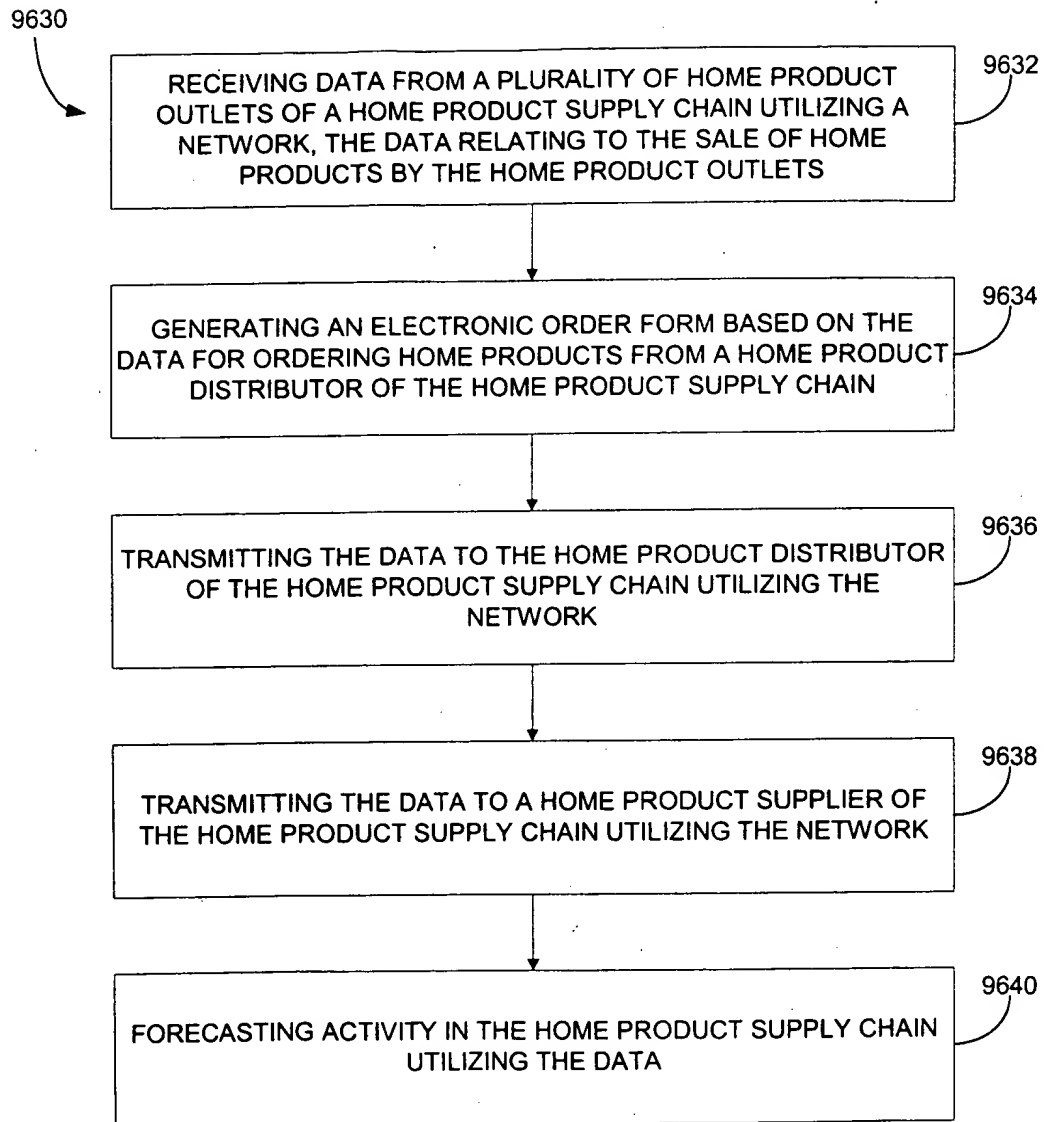 9630
9632
RECEIVING DATA FROM A PLURALITY OF HOME PRODUCT
OUTLETS OF A HOME PRODUCT SUPPLY CHAIN UTILIZING A
NETWORK, THE DATA RELATING TO THE SALE OF HOME
PRODUCTS BY THE HOME PRODUCT OUTLETS
9634
GENERATING AN ELECTRONIC ORDER FORM BASED ON THE
DATA FOR ORDERING HOME PRODUCTS FROM A HOME PRODUCT
DISTRIBUTOR OF THE HOME PRODUCT SUPPLY CHAIN
9636
TRANSMITTING THE DATA TO THE HOME PRODUCT DISTRIBUTOR
OF THE HOME PRODUCT SUPPLY CHAIN UTILIZING THE
NETWORK
9638
TRANSMITTING THE DATA TO A HOME PRODUCT SUPPLIER OF
THE HOME PRODUCT SUPPLY CHAIN UTILIZING THE NETWORK
9640
FORECASTING ACTIVITY IN THE HOME PRODUCT SUPPLY CHAIN
UTILIZING THE DATA